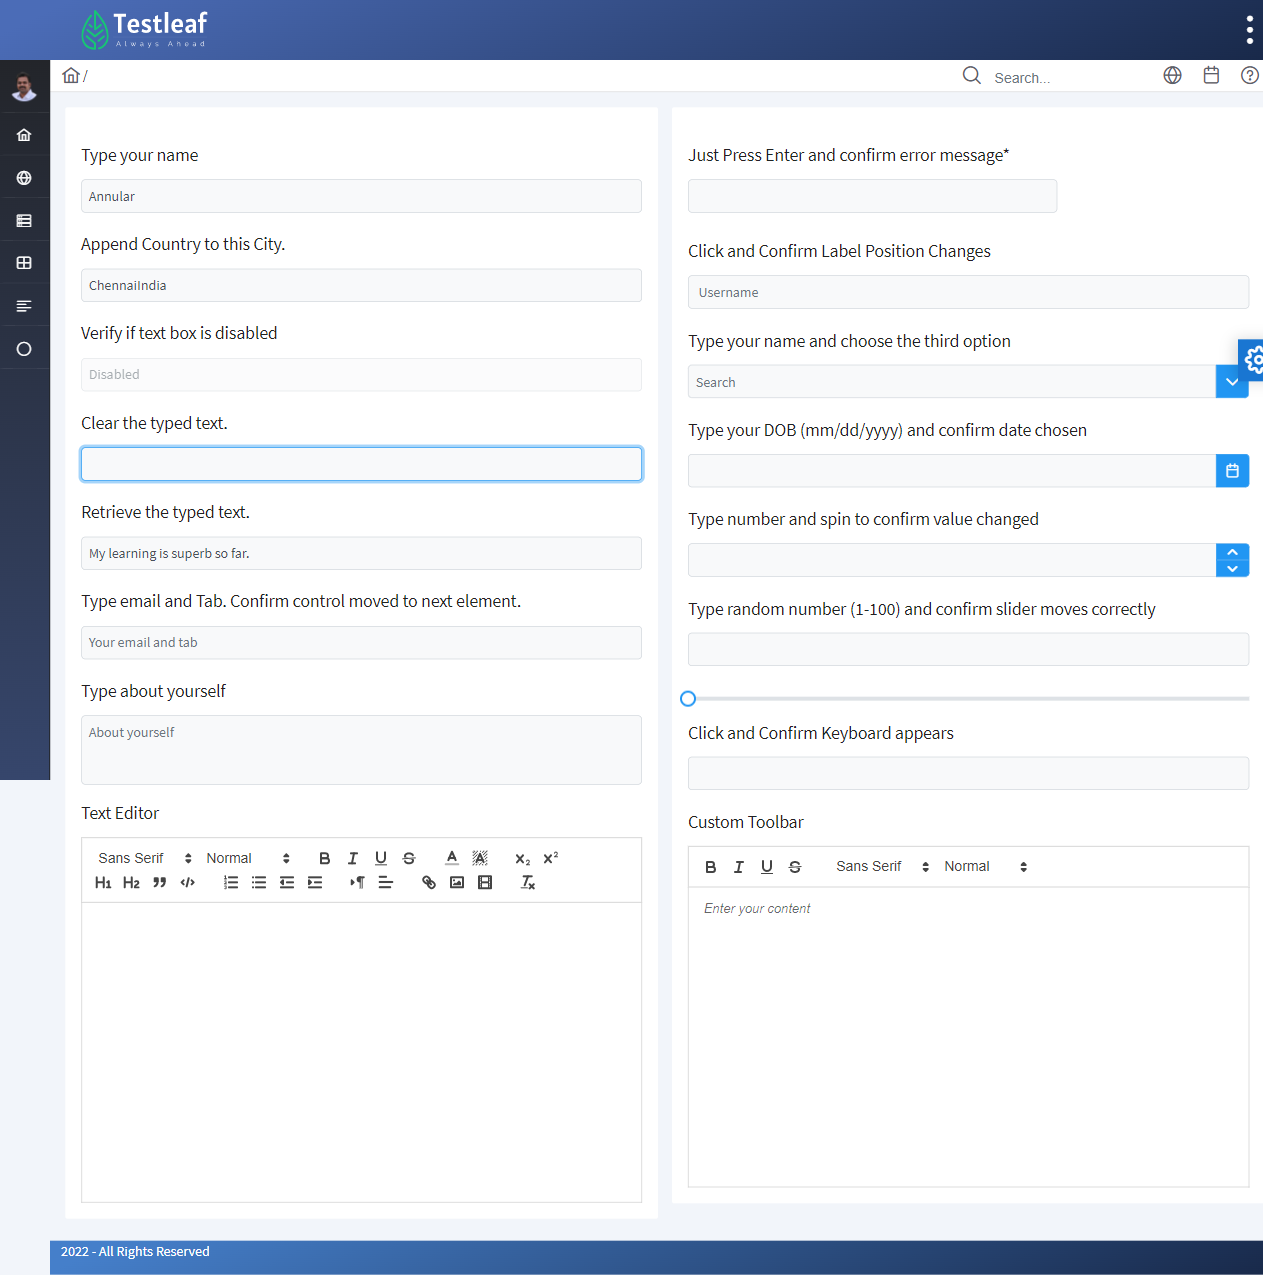 Testleaf
Always Ahead
/
Search...
Type your name
Annular
Append Country to this City.
ChennaiIndia
Verify if text box is disabled
Disabled
Clear the typed text.
Retrieve the typed text.
My learning is superb so far.
Type email and Tab. Confirm control moved to next element.
Your email and tab
Type about yourself
About yourself
Text Editor
Sans Serif Normal B I U S A A X₂ X²
H1 H2 ” </> Tx
Just Press Enter and confirm error message*
Click and Confirm Label Position Changes
Username
Type your name and choose the third option
Search
Type your DOB (mm/dd/yyyy) and confirm date chosen
Type number and spin to confirm value changed
Type random number (1-100) and confirm slider moves correctly
Click and Confirm Keyboard appears
Custom Toolbar
B I U S Sans Serif Normal
Enter your content
2022 - All Rights Reserved